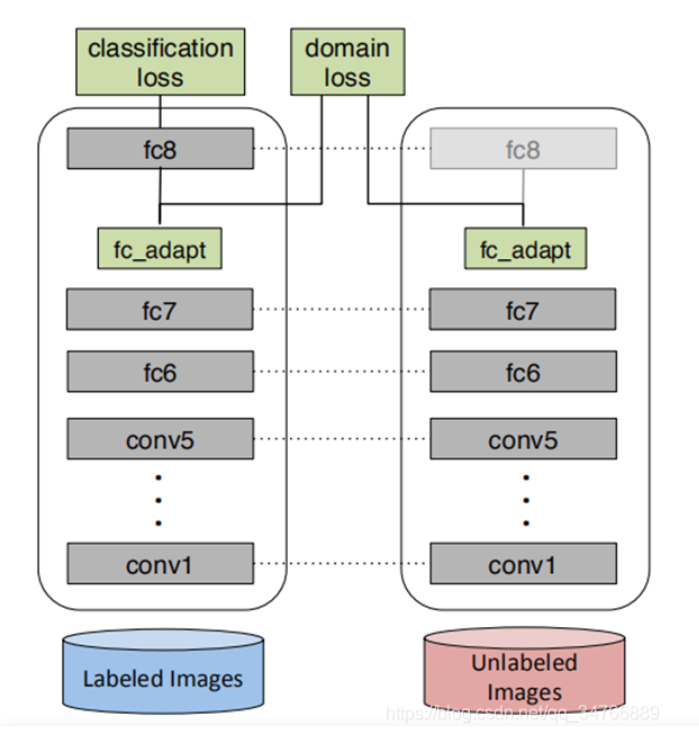 classification
loss
domain
loss
fc8
fc8
fc_adapt
fc_adapt
fc7
fc7
fc6
fc6
conv5
conv5
conv1
conv1
Labeled Images
Unlabeled
Images
https://blog.csdn.net/qq_34786889